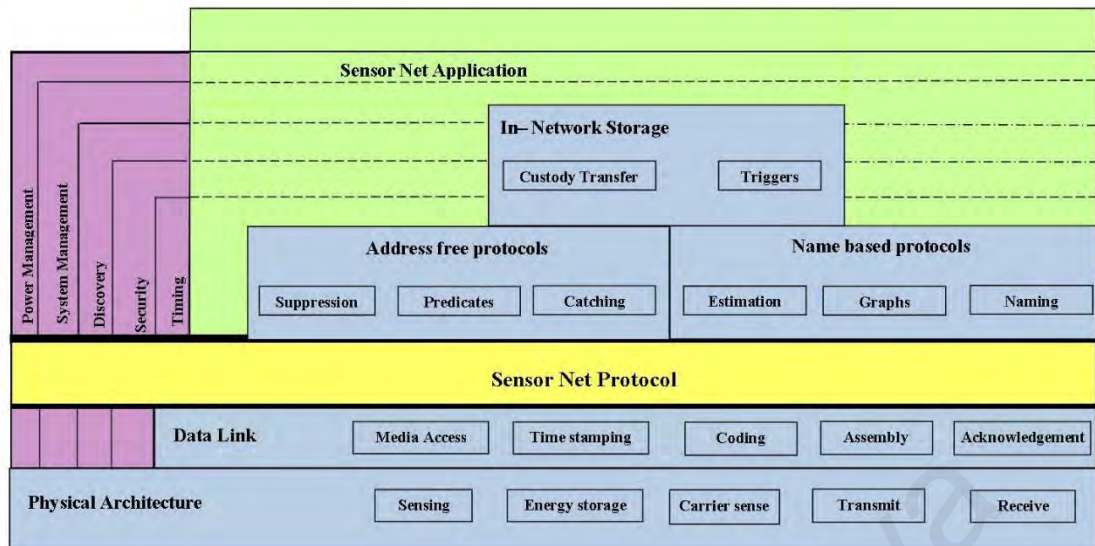 Sensor Net Application
In– Network Storage
Custody Transfer
Triggers
Power Management
System Management
Discovery
Security
Timing
Address free protocols
Name based protocols
Suppression
Predicates
Catching
Estimation
Graphs
Naming
Sensor Net Protocol
Data Link
Media Access
Time stamping
Coding
Assembly
Acknowledgement
Physical Architecture
Sensing
Energy storage
Carrier sense
Transmit
Receive